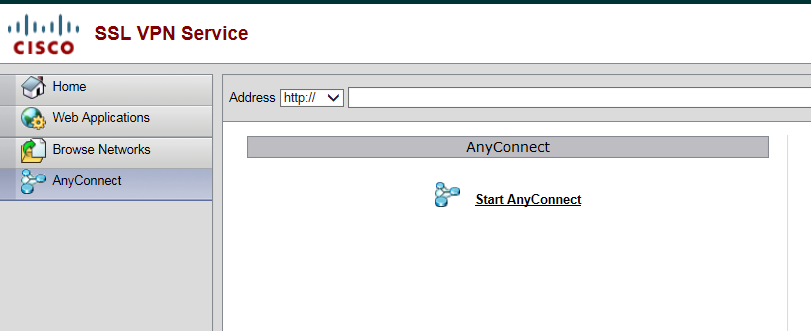 CISCO
SSL VPN Service
Home
Web Applications
Browse Networks
AnyConnect
Address http://
AnyConnect
Start AnyConnect